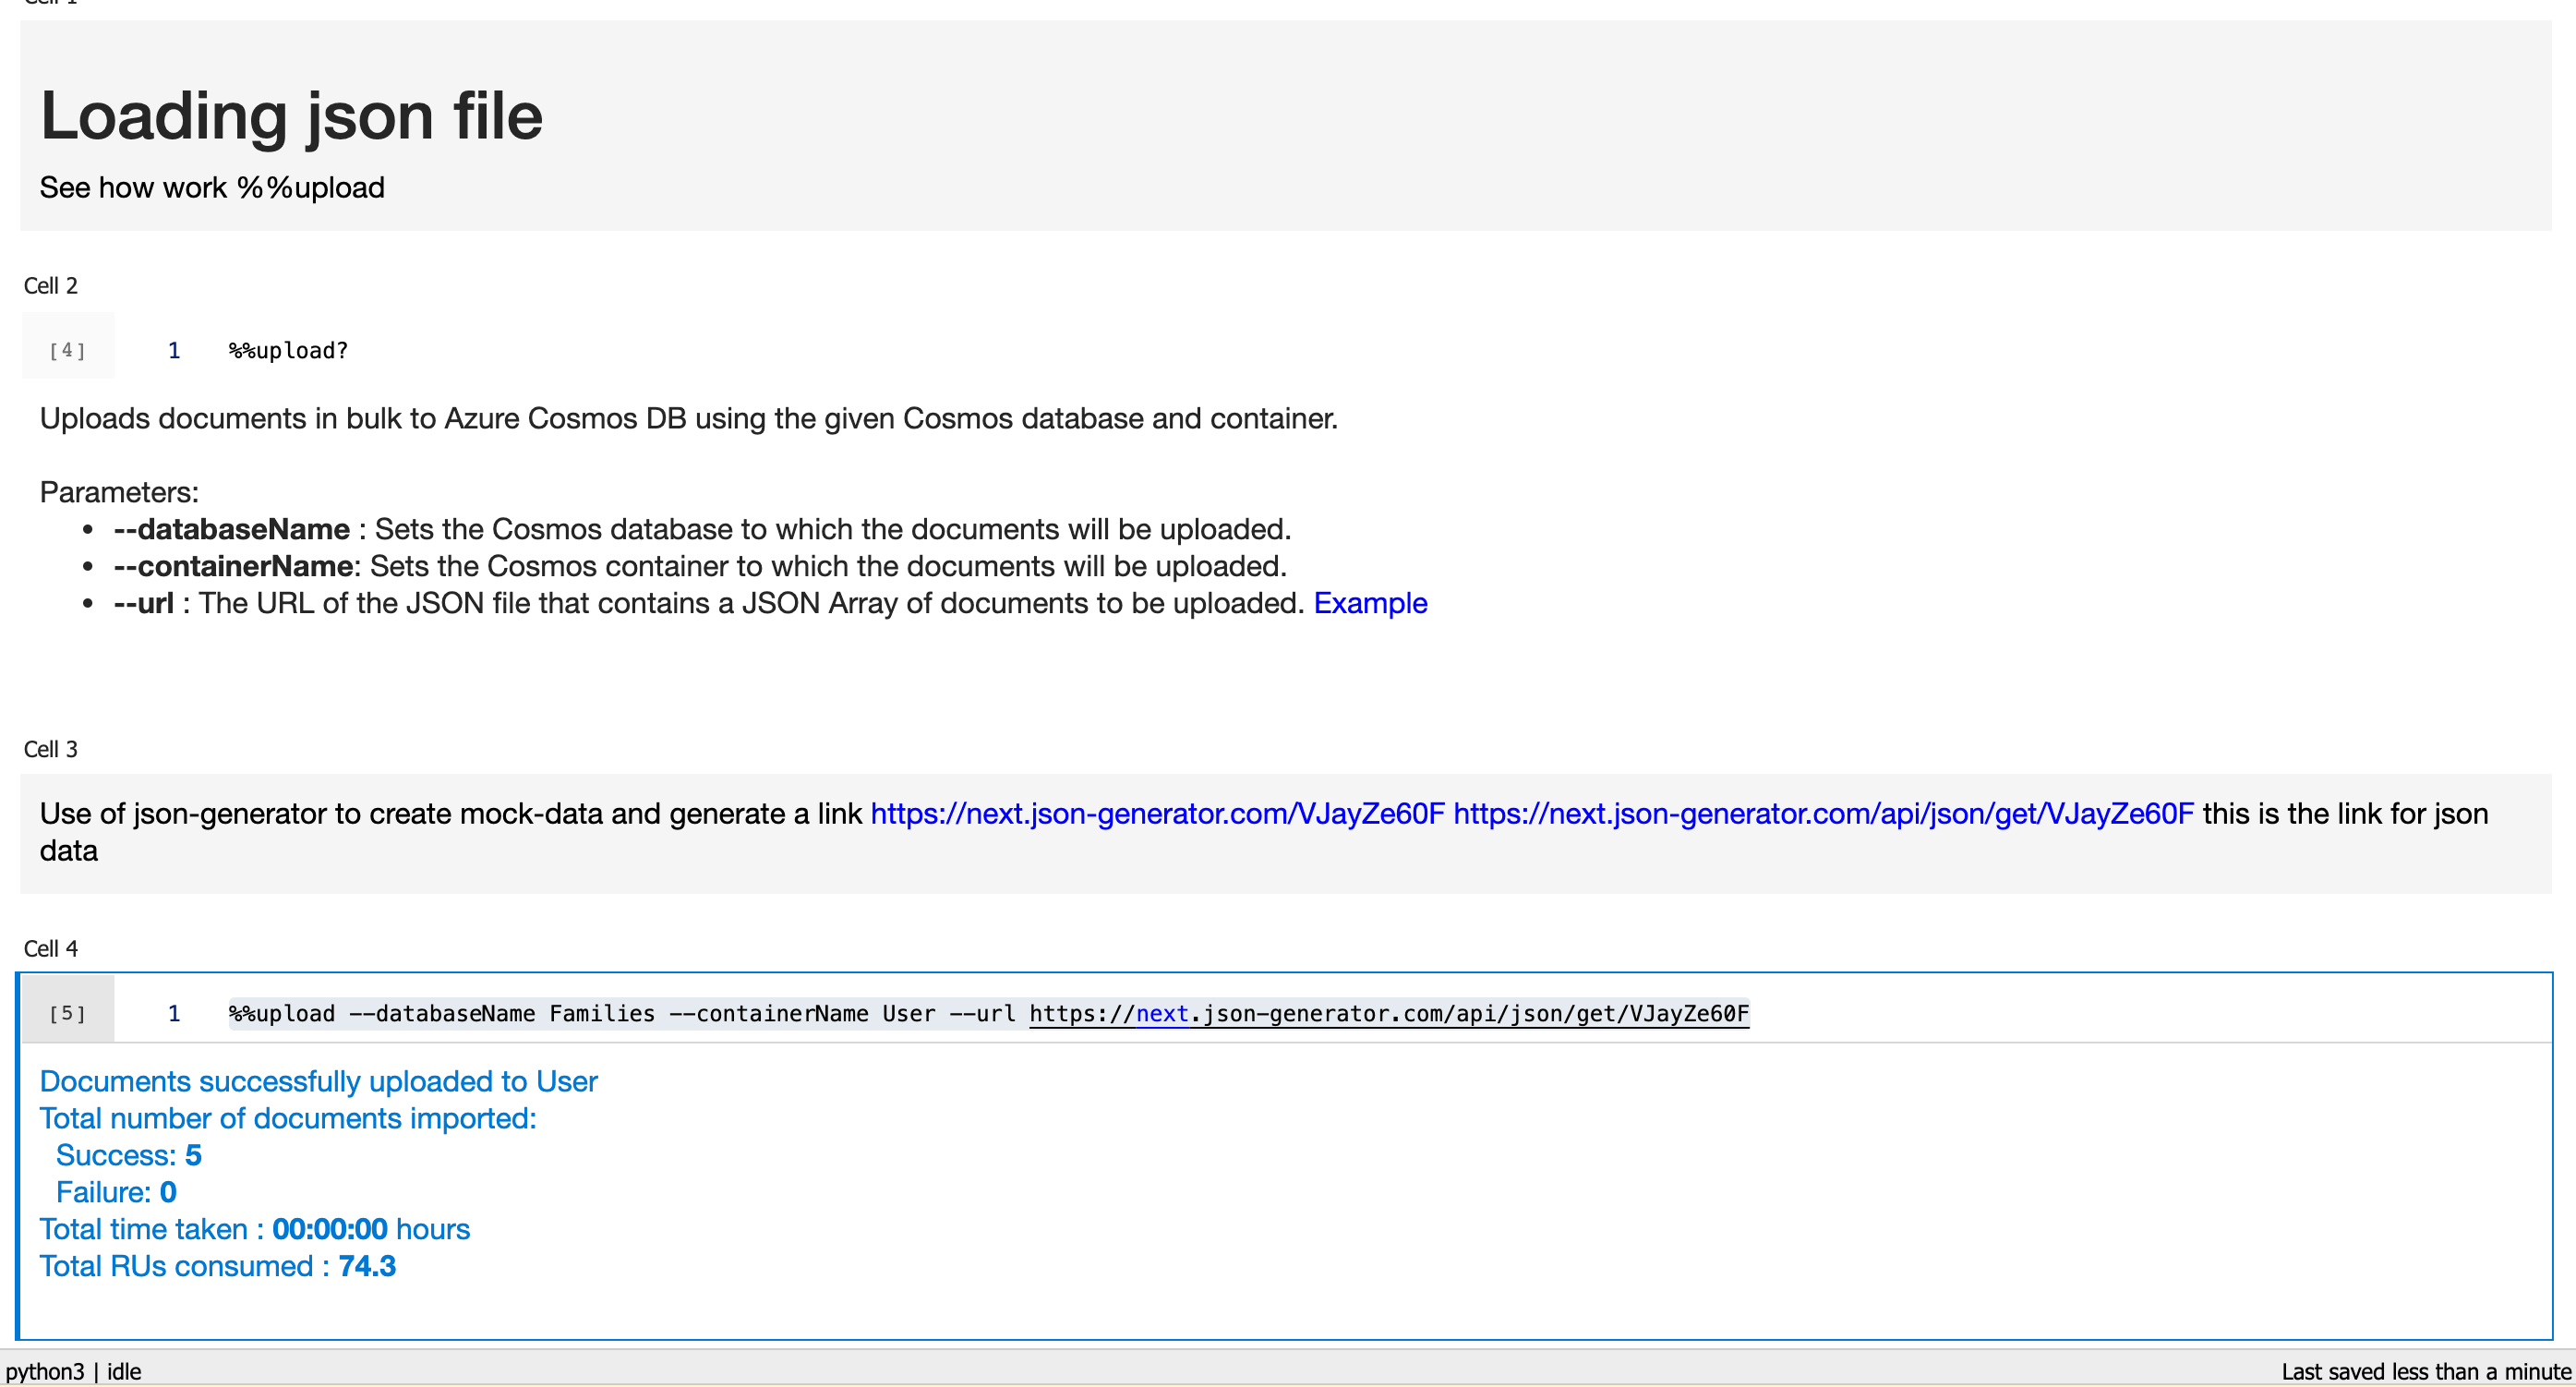 Cell 1
Loading json file
See how work %%upload
Cell 2
[4] 1 %%upload?
Uploads documents in bulk to Azure Cosmos DB using the given Cosmos database and container.
Parameters:
• --databaseName : Sets the Cosmos database to which the documents will be uploaded.
• --containerName: Sets the Cosmos container to which the documents will be uploaded.
• --url : The URL of the JSON file that contains a JSON Array of documents to be uploaded. Example
Cell 3
Use of json-generator to create mock-data and generate a link https://next.json-generator.com/VJayZe60F https://next.json-generator.com/api/json/get/VJayZe60F this is the link for json
data
Cell 4
[5] 1 %%upload --databaseName Families --containerName User --url https://next.json-generator.com/api/json/get/VJayZe60F
Documents successfully uploaded to User
Total number of documents imported:
Success: 5
Failure: 0
Total time taken : 00:00:00 hours
Total RUs consumed : 74.3
python3 | idle Last saved less than a minute